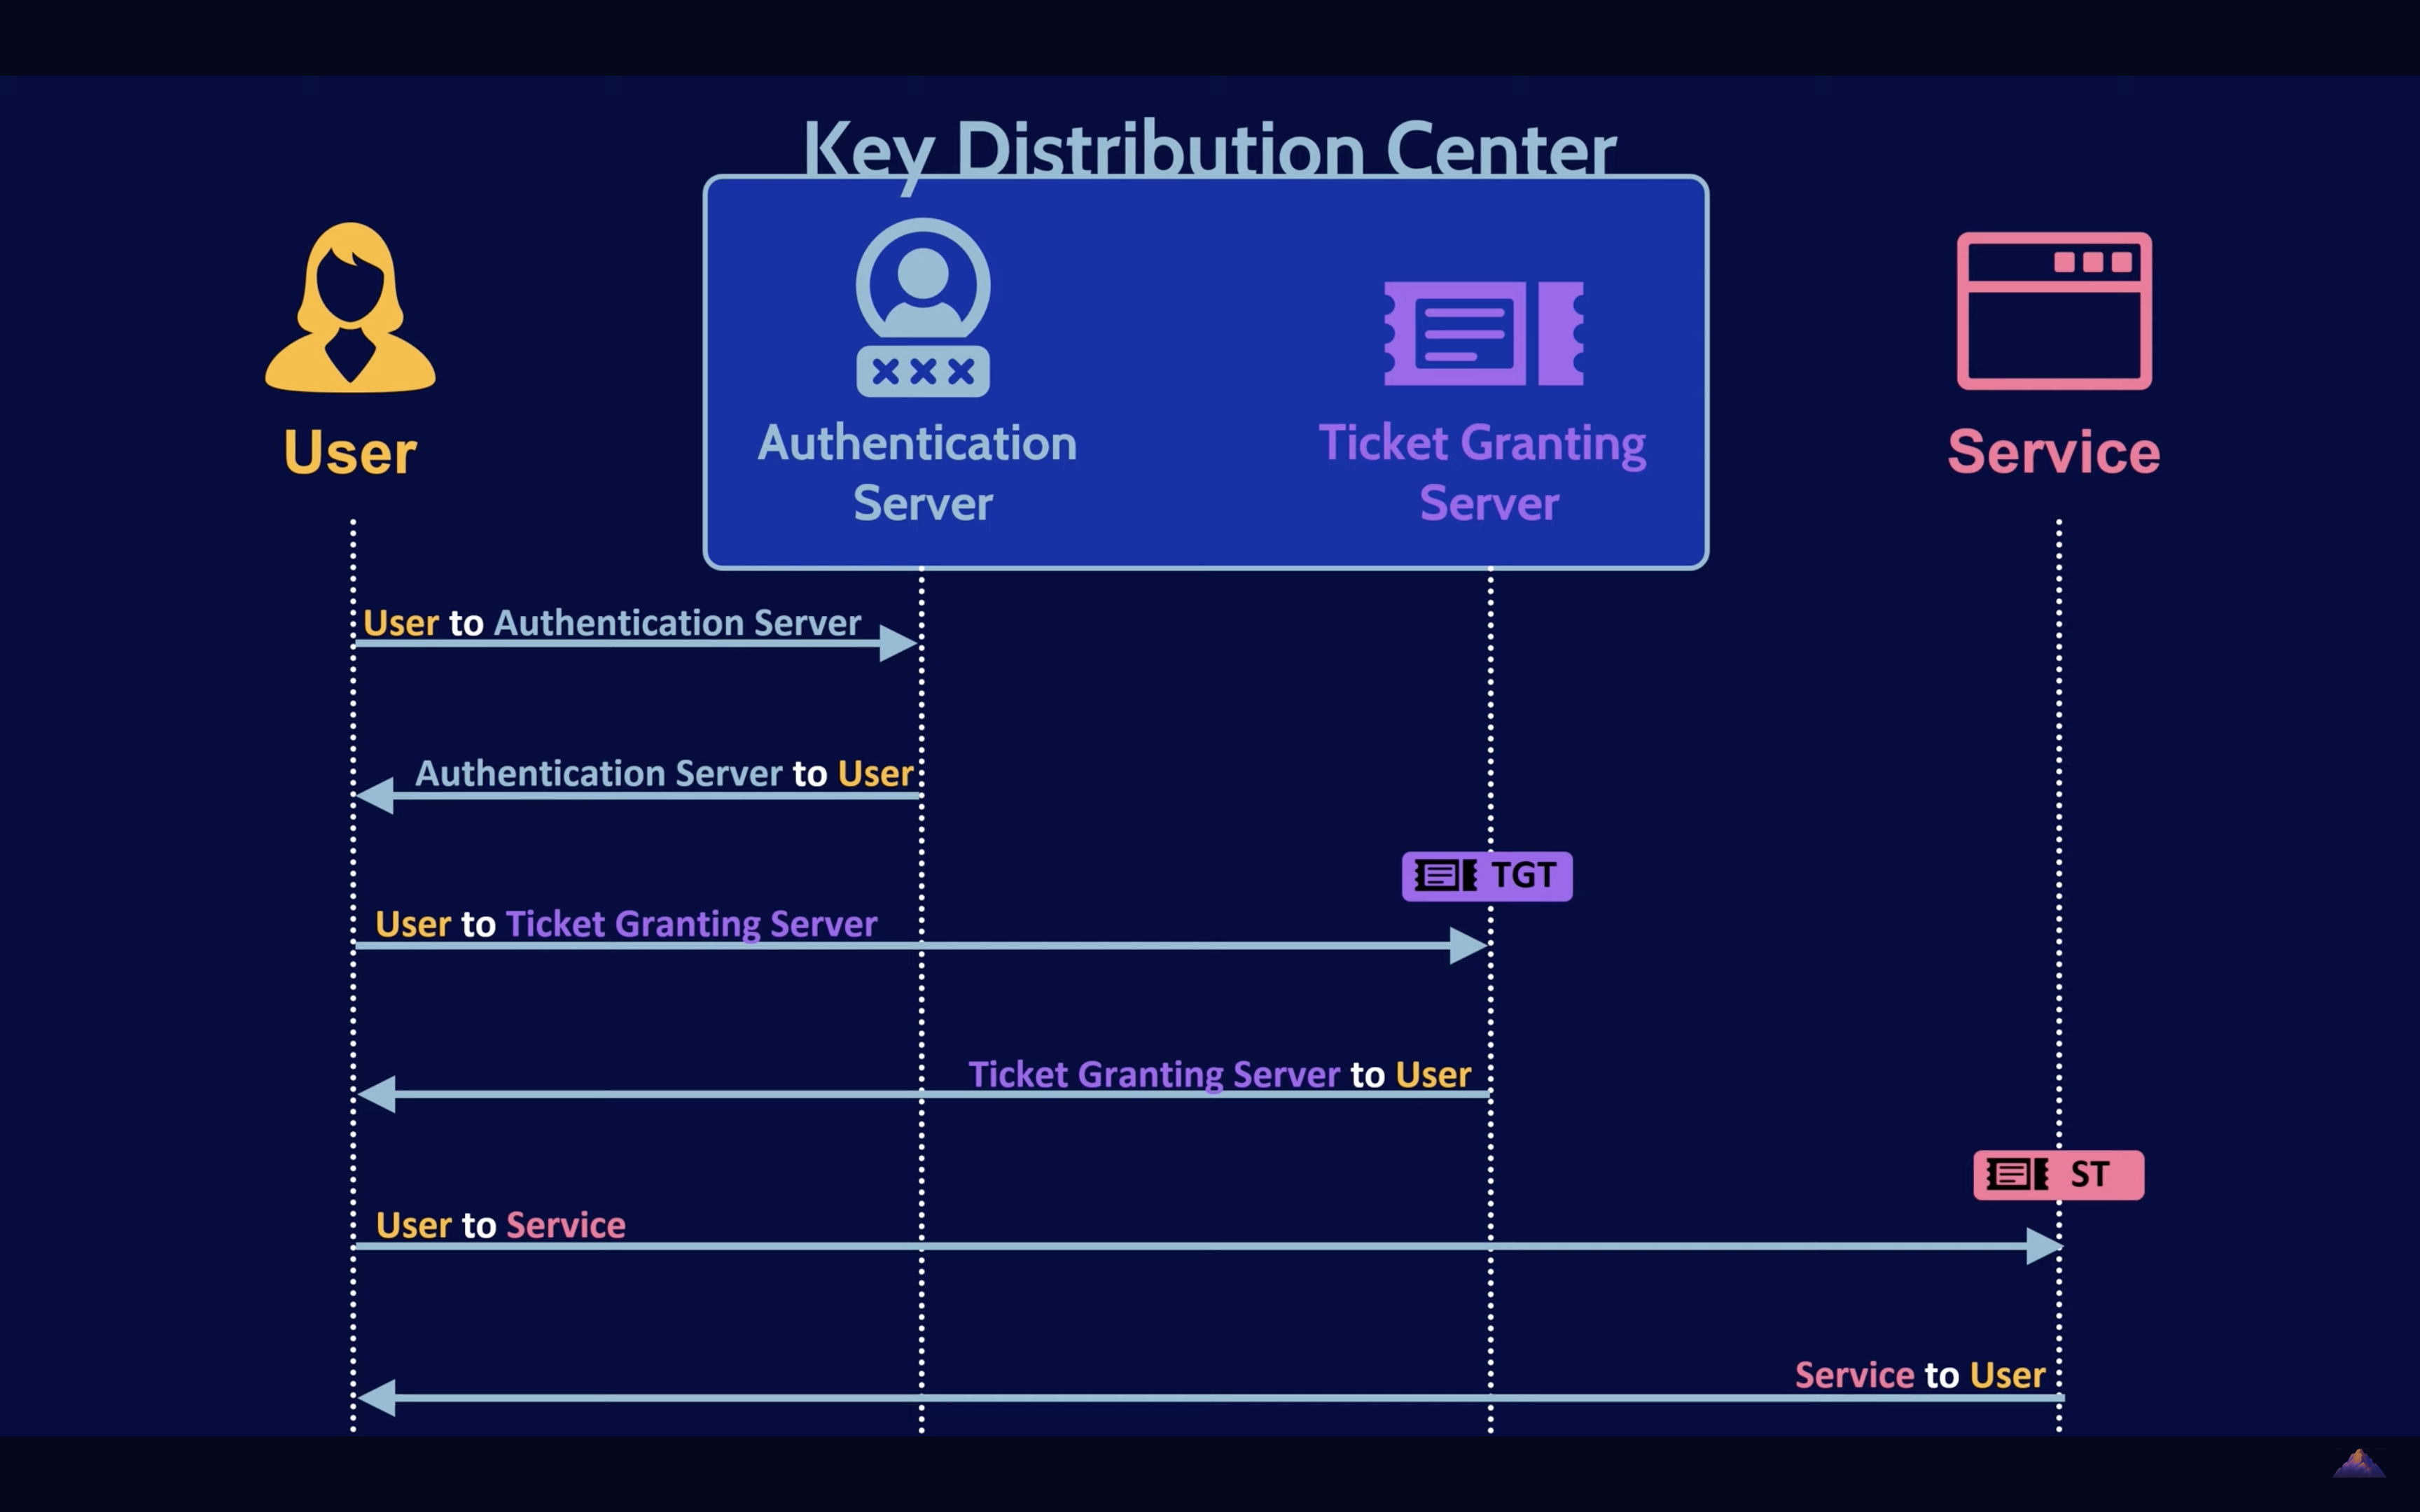 Key Distribution Center
User
Authentication
Server
Ticket Granting
Server
Service
User to Authentication Server
Authentication Server to User
TGT
User to Ticket Granting Server
Ticket Granting Server to User
ST
User to Service
Service to User